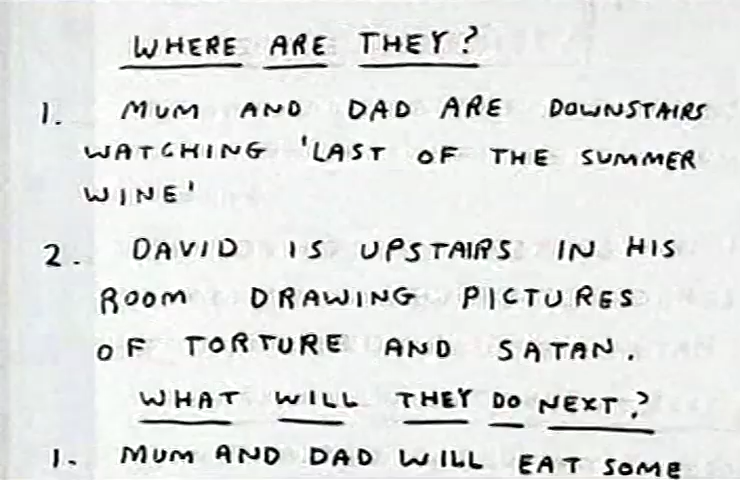 WHERE ARE THEY?
1. MUM AND DAD ARE DOWNSTAIRS
WATCHING 'LAST OF THE SUMMER
WINE'
2. DAVID IS UPSTAIRS IN HIS
ROOM DRAWING PICTURES
OF TORTURE AND SATAN.
WHAT WILL THEY DO NEXT?
1. MUM AND DAD WILL EAT SOME